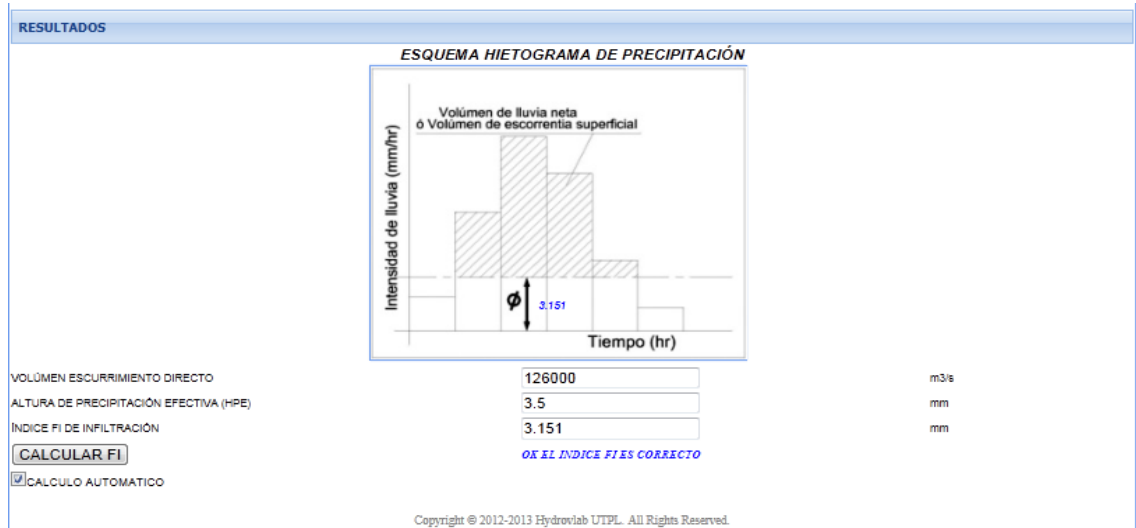 RESULTADOS
ESQUEMA HIETOGRAMA DE PRECIPITACIÓN
Volúmen de lluvia neta
ó Volúmen de escorrentia superficial
Intensidad de lluvia (mm/hr)
ϕ 3.151
Tiempo (hr)
VOLÚMEN ESCURRIMIENTO DIRECTO 126000 m3/s
ALTURA DE PRECIPITACIÓN EFECTIVA (HPE) 3.5 mm
ÍNDICE FI DE INFILTRACIÓN 3.151 mm
CALCULAR FI OK EL INDICE FI ES CORRECTO
CALCULO AUTOMATICO
Copyright © 2012-2013 Hydrovlab UTPL. All Rights Reserved.